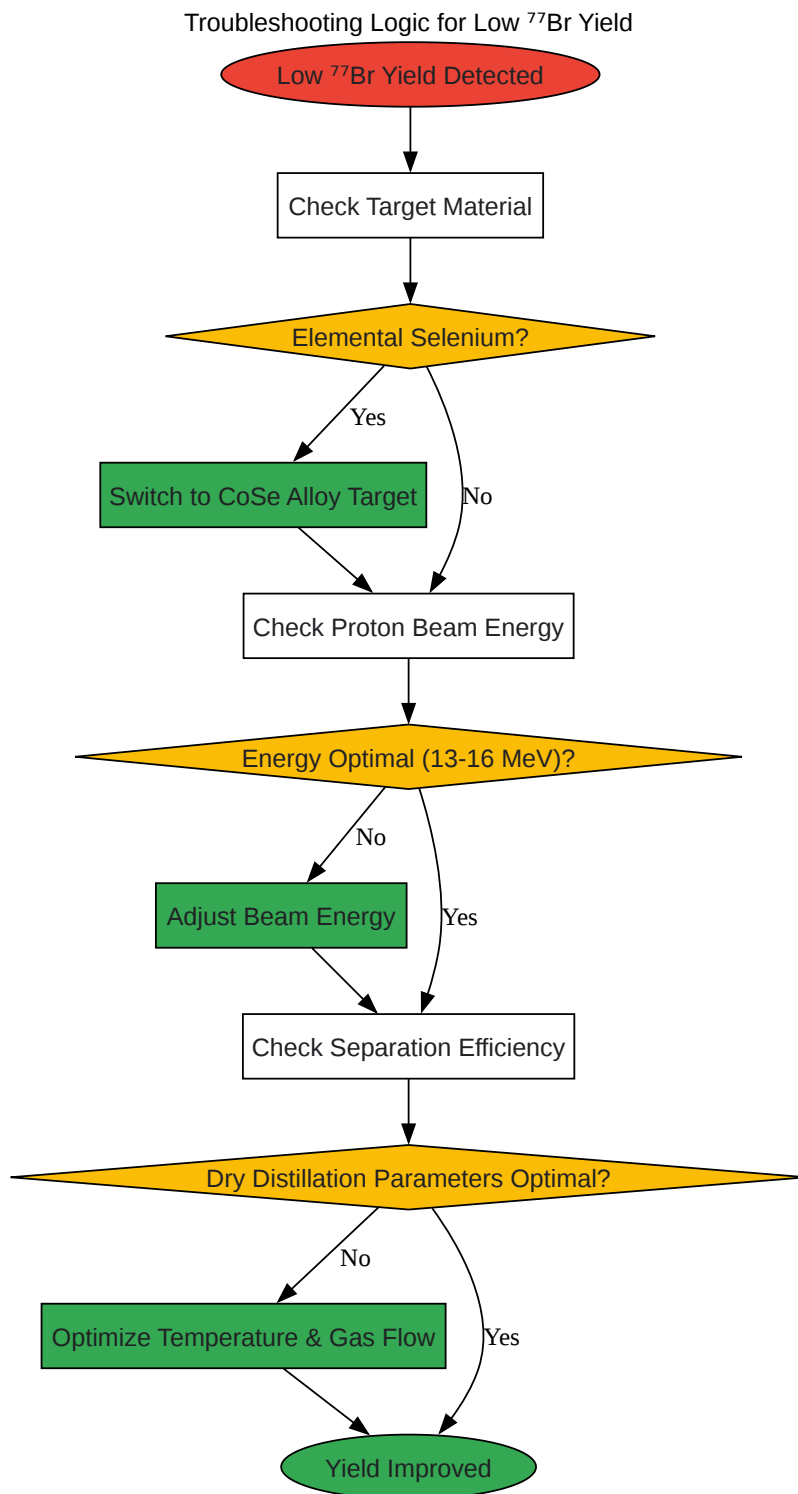 Troubleshooting Logic for Low ⁷⁷Br Yield
Low ⁷⁷Br Yield Detected
Check Target Material
Elemental Selenium?
Yes
Switch to CoSe Alloy Target
No
Check Proton Beam Energy
Energy Optimal (13-16 MeV)?
No
Adjust Beam Energy
Yes
Check Separation Efficiency
Dry Distillation Parameters Optimal?
No
Optimize Temperature & Gas Flow
Yes
Yield Improved